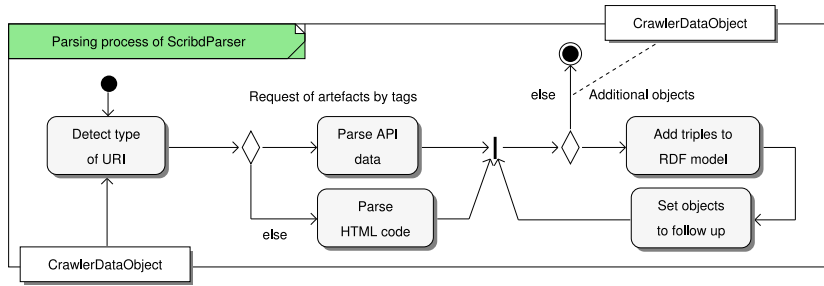 CrawlerDataObject
Parsing process of ScribdParser
else
Additional objects
Request of artefacts by tags
Detect type
of URI
Parse API
data
Add triples to
RDF model
Parse
HTML code
Set objects
to follow up
else
CrawlerDataObject